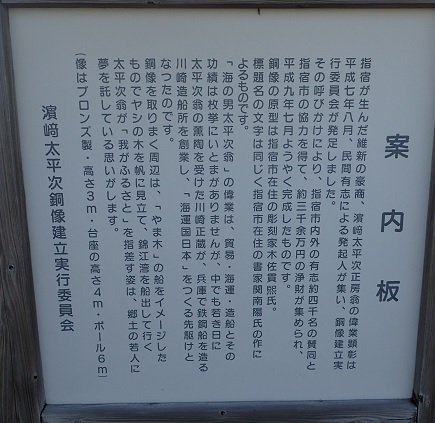 案内板
指宿が生んだ維新の豪商、濵﨑太平次正房翁の偉業顕彰は
平成七年八月、民間有志による発起人が集い、銅像建立実
行委員会が発足しました。
その呼びかけにより、指宿市内外の有志約四千名の賛同と
指宿市の協力を得て、約三千余万円の浄財が集められ、
平成九年七月ようやく完成したものです。
銅像の原型は指宿市在住の彫刻家木佐貫熙氏。
標題名の文字は同じく指宿市在住の書家関南陽氏の作に
よるものです。
「海の男太平次翁」の偉業は、貿易・海運・造船とその
功績は枚挙にいとまがありませんが、中でも若き日に
太平次翁の薫陶を受けた川崎正蔵が、兵庫で鉄鋼船を造る
川崎造船所を創業し、「海運国日本」をつくる先駆けと
なったのです。
銅像を取りまく周辺は、「やま木」の船をイメージした
ものでヤシの木を帆に見立て、錦江湾を船出して行く
太平次翁が「我がふるさと」を指差す姿は、郷土の若人に
夢を託している思いがします。
(像はブロンズ製・高さ3m・台座の高さ4m・ポール6m)
濵﨑太平次銅像建立実行委員会